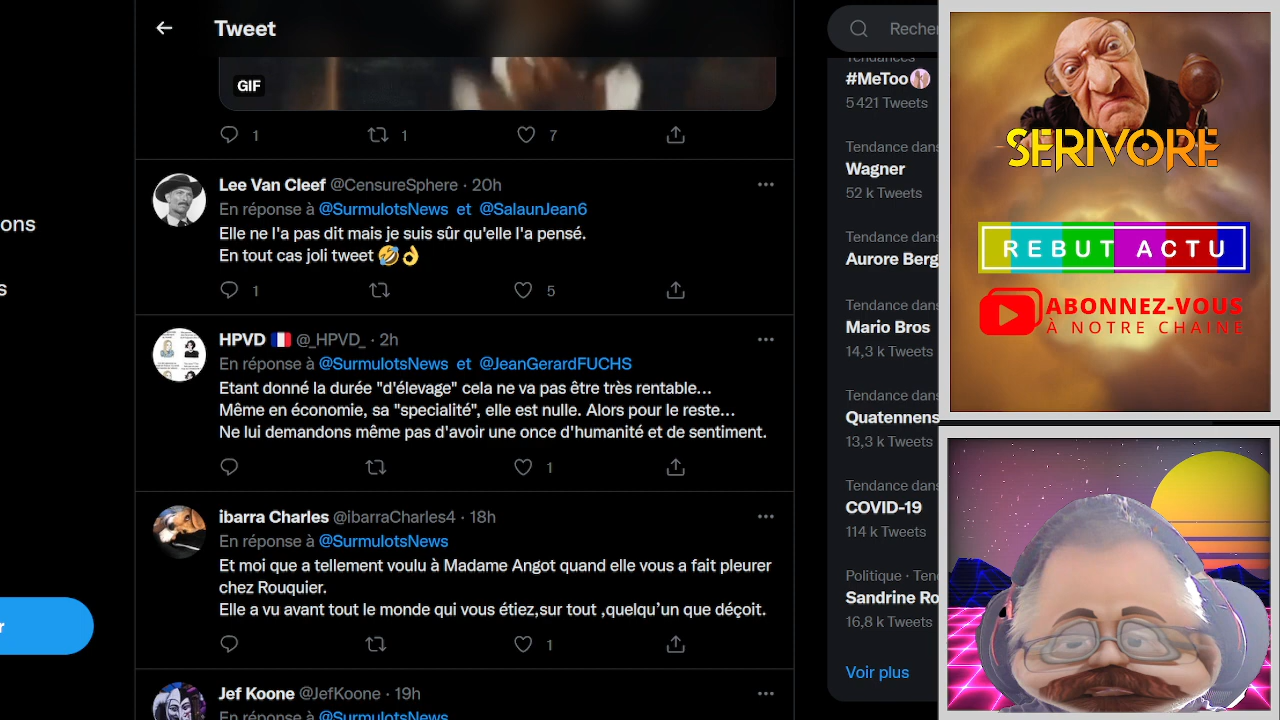 Tweet
GIF
1 1 7
Lee Van Cleef @CensureSphere · 20h
En réponse à @SurmulotsNews et @SalaunJean6
Elle ne l'a pas dit mais je suis sûr qu'elle l'a pensé.
En tout cas joli tweet 🤣👌
1 5
HPVD 🇫🇷 @_HPVD_ · 2h
En réponse à @SurmulotsNews et @JeanGerardFUCHS
Etant donné la durée "d'élevage" cela ne va pas être très rentable...
Même en économie, sa "specialité", elle est nulle. Alors pour le reste...
Ne lui demandons même pas d'avoir une once d'humanité et de sentiment.
1
ibarra Charles @ibarraCharles4 · 18h
En réponse à @SurmulotsNews
Et moi que a tellement voulu à Madame Angot quand elle vous a fait pleurer
chez Rouquier.
Elle a vu avant tout le monde qui vous étiez,sur tout ,quelqu'un que déçoit.
1
Jef Koone @JefKoone · 19h
En réponse à @SurmulotsNews
ons
s
r
Recher
Tendances
#MeToo
5 421 Tweets
Tendance dans
Wagner
52 k Tweets
Tendance dans
Aurore Berg
Tendance dans
Mario Bros
14,3 k Tweets
Tendance dans
Quatennens
13,3 k Tweets
Tendance dans
COVID-19
114 k Tweets
Politique · Ten
Sandrine Ro
16,8 k Tweets
Voir plus
SERIVORE
REBUT ACTU
ABONNEZ-VOUS
À NOTRE CHAINE